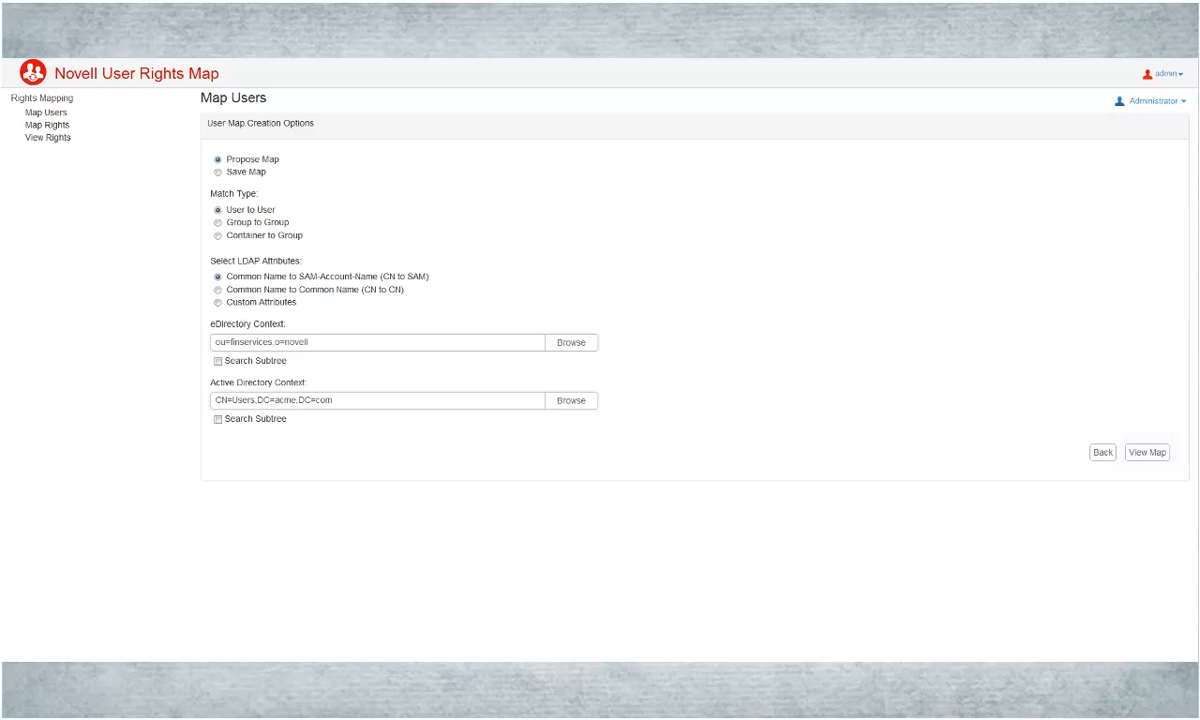 Novell User Rights Map
admin
Rights Mapping
Map Users
Map Rights
View Rights
Map Users
Administrator
User Map Creation Options
Propose Map
Save Map
Match Type:
User to User
Group to Group
Container to Group
Select LDAP Attributes:
Common Name to SAM-Account-Name (CN to SAM)
Common Name to Common Name (CN to CN)
Custom Attributes
eDirectory Context:
ou=finservices,o=novell
Browse
Search Subtree
Active Directory Context:
CN=Users,DC=acme,DC=com
Browse
Search Subtree
Back
View Map